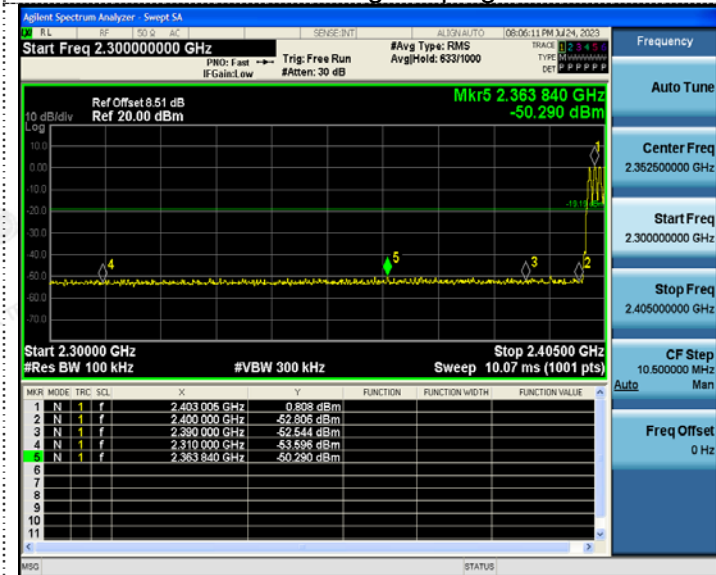 Agilent Spectrum Analyzer - Swept SA
RL RF 50 Ω AC SENSE:INT ALIGN AUTO 08:06:11 PM Jul 24, 2023
Start Freq 2.300000000 GHz
PNO: Fast
IFGain:Low
Trig: Free Run
#Atten: 30 dB
#Avg Type: RMS
Avg|Hold: 633/1000
TRACE 1 2 3 4 5 6
TYPE M
DET P P P P P P
Ref Offset 8.51 dB
10 dB/div Ref 20.00 dBm
Log
Mkr5 2.363 840 GHz
-50.290 dBm
10.0
0.00
-10.0
-20.0
-30.0
-40.0
-50.0
-60.0
-70.0
1
2
3
4
5
Start 2.30000 GHz Stop 2.40500 GHz
#Res BW 100 kHz #VBW 300 kHz Sweep 10.07 ms (1001 pts)
MKR MODE TRC SCL X Y FUNCTION FUNCTION WIDTH FUNCTION VALUE
1 N 1 f 2.403 005 GHz 0.808 dBm
2 N 1 f 2.400 000 GHz -52.806 dBm
3 N 1 f 2.390 000 GHz -52.544 dBm
4 N 1 f 2.310 000 GHz -53.596 dBm
5 N 1 f 2.363 840 GHz -50.290 dBm
6
7
8
9
10
11
MSG STATUS
Frequency
Auto Tune
Center Freq
2.352500000 GHz
Start Freq
2.300000000 GHz
Stop Freq
2.405000000 GHz
CF Step
10.500000 MHz
Auto Man
Freq Offset
0 Hz